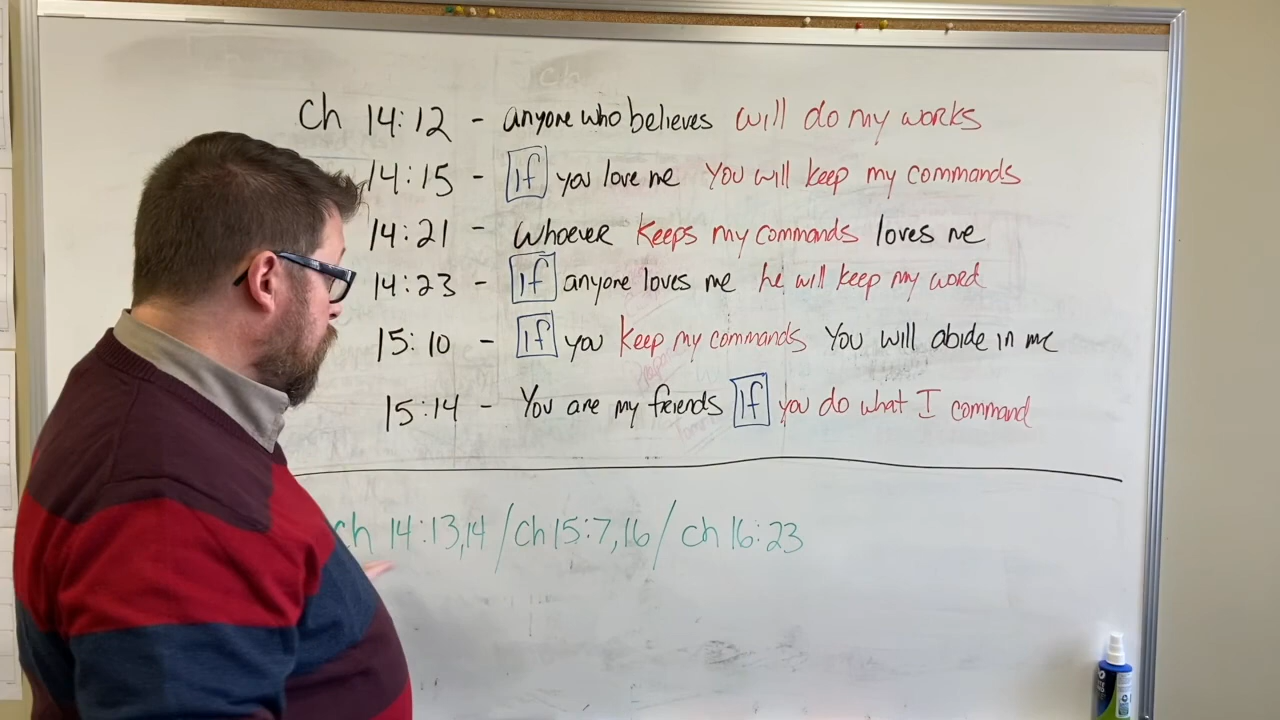 Ch 14:12 - anyone who believes will do my works
14:15 - If you love me You will keep my commands
14:21 - Whoever keeps my commands loves me
14:23 - If anyone loves me he will keep my word
15:10 - If you keep my commands You will abide in me
15:14 - You are my friends If you do what I command
ch 14:13,14 / ch 15:7,16 / ch 16:23